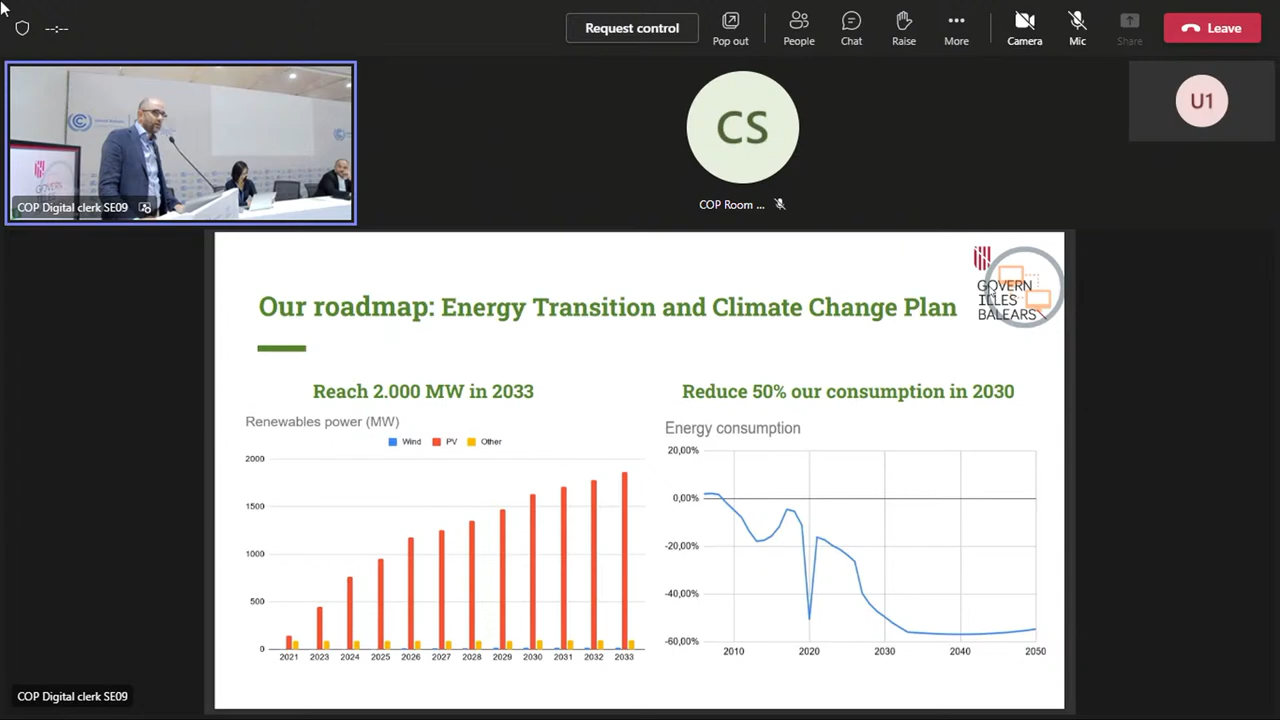 --:--
Request control
Pop out
People
Chat
Raise
More
Camera
Mic
Share
Leave
COP Digital clerk SE09
CS
COP Room ...
U1
GOVERN
ILLES
BALEARS
Our roadmap: Energy Transition and Climate Change Plan
Reach 2.000 MW in 2033
Renewables power (MW)
Wind PV Other
2000
1500
1000
500
0
2021 2023 2024 2025 2026 2027 2028 2029 2030 2031 2032 2033
Reduce 50% our consumption in 2030
Energy consumption
20,00%
0,00%
-20,00%
-40,00%
-60,00%
2010 2020 2030 2040 2050
COP Digital clerk SE09